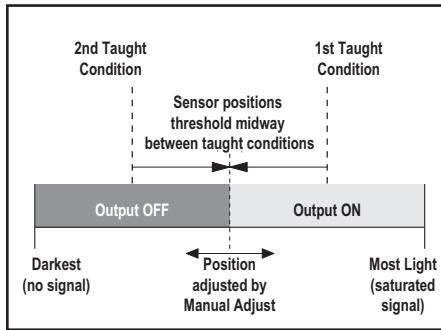 2nd Taught
Condition
1st Taught
Condition
Sensor positions
threshold midway
between taught conditions
Output OFF
Output ON
Darkest
(no signal)
Position
adjusted by
Manual Adjust
Most Light
(saturated
signal)